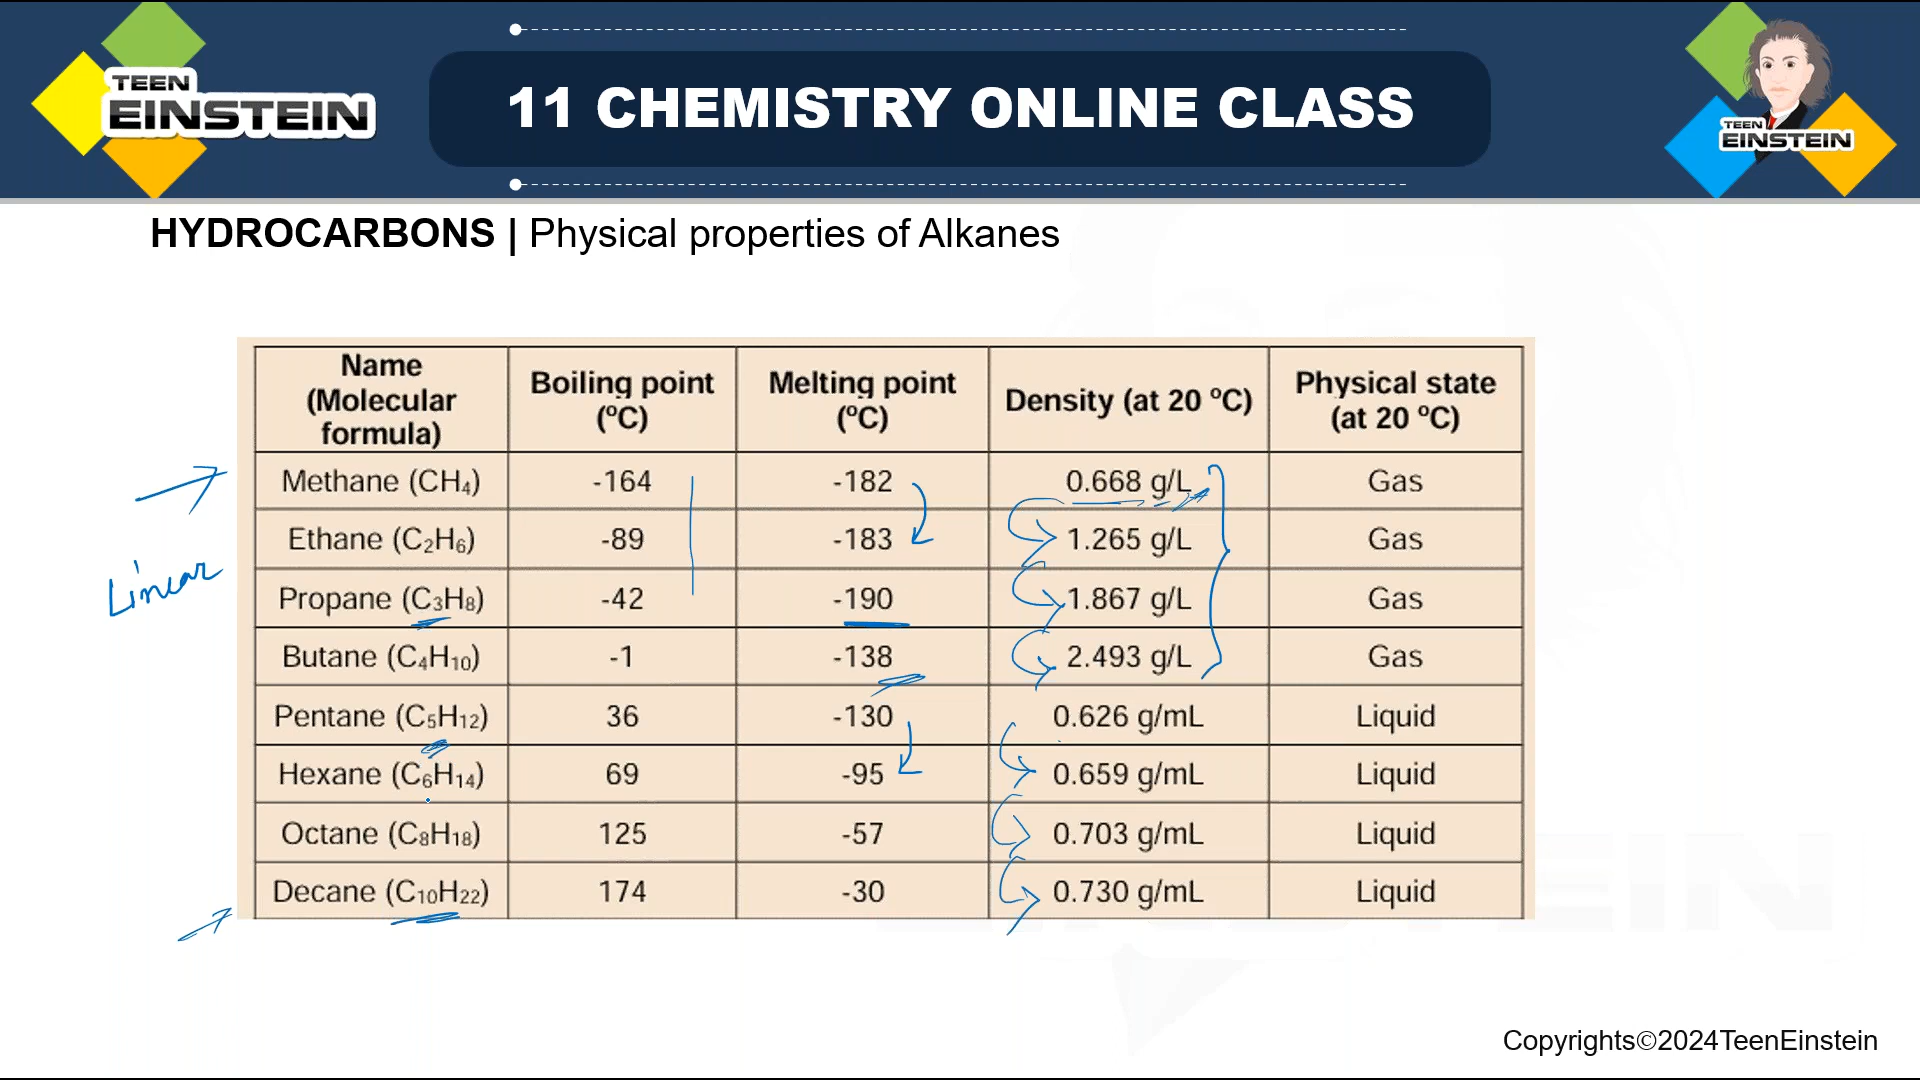 TEEN
EINSTEIN
11 CHEMISTRY ONLINE CLASS
TEEN
EINSTEIN
HYDROCARBONS | Physical properties of Alkanes
Name (Molecular formula) Boiling point (ºC) Melting point (ºC) Density (at 20 ºC) Physical state (at 20 ºC)
Methane (CH₄) -164 -182 0.668 g/L Gas
Ethane (C₂H₆) -89 -183 1.265 g/L Gas
Linear
Propane (C₃H₈) -42 -190 1.867 g/L Gas
Butane (C₄H₁₀) -1 -138 2.493 g/L Gas
Pentane (C₅H₁₂) 36 -130 0.626 g/mL Liquid
Hexane (C₆H₁₄) 69 -95 0.659 g/mL Liquid
Octane (C₈H₁₈) 125 -57 0.703 g/mL Liquid
Decane (C₁₀H₂₂) 174 -30 0.730 g/mL Liquid
Copyrights©2024TeenEinstein